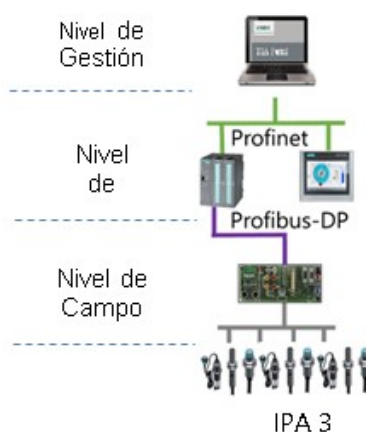 Nivel de
Gestión
Profinet
Nivel
de
Profibus-DP
Nivel de
Campo
IPA 3